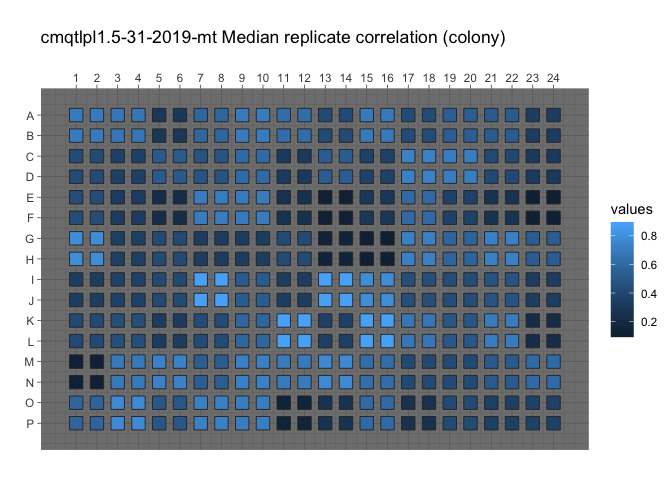 cmqtlpl1.5-31-2019-mt Median replicate correlation (colony)
1 2 3 4 5 6 7 8 9 10 11 12 13 14 15 16 17 18 19 20 21 22 23 24
A
B
C
D
E
F
G
H
I
J
K
L
M
N
O
P
values
0.8
0.6
0.4
0.2